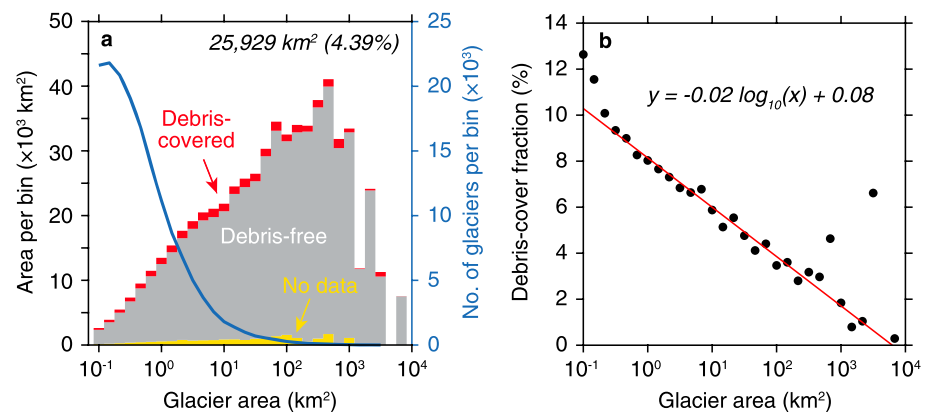 a
25,929 km² (4.39%)
Debris-
covered
Debris-free
No data
Area per bin (×10³ km²)
50
40
30
20
10
0
No. of glaciers per bin (×10³)
25
20
15
10
5
0
10⁻¹ 10⁰ 10¹ 10² 10³ 10⁴
Glacier area (km²)
b
y = -0.02 log₁₀(x) + 0.08
Debris-cover fraction (%)
14
12
10
8
6
4
2
0
10⁻¹ 10⁰ 10¹ 10² 10³ 10⁴
Glacier area (km²)